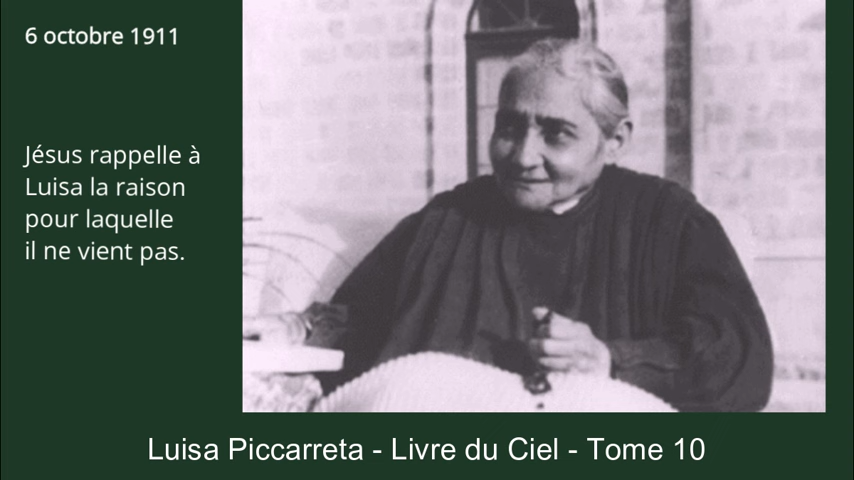 6 octobre 1911
Jésus rappelle à
Luisa la raison
pour laquelle
il ne vient pas.
Luisa Piccarreta - Livre du Ciel - Tome 10